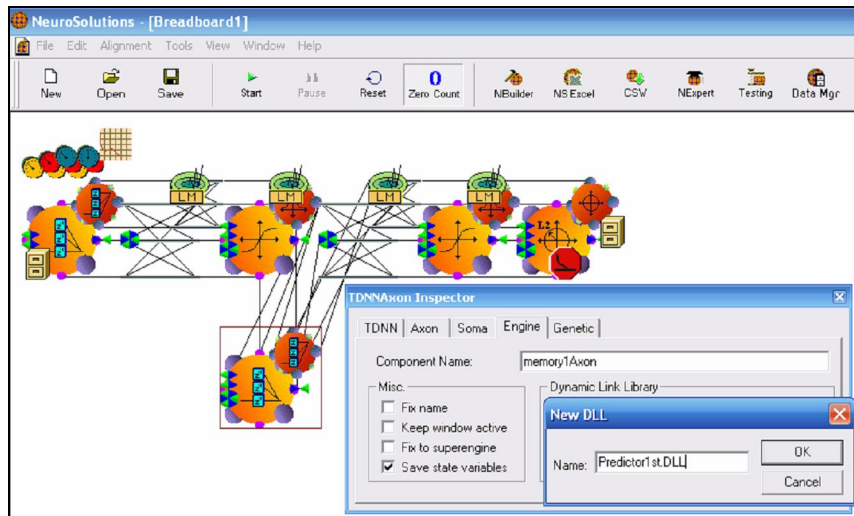 NeuroSolutions - [Breadboard1]
File Edit Alignment Tools View Window Help
New Open Save Start Pause Reset 0 Zero Count NBuilder NS Excel CSW NExpert Testing Data Mgr
LM LM LM LM
L2
TDNNAxon Inspector
TDNN Axon Soma Engine Genetic
Component Name: memory1Axon
Misc. Dynamic Link Library
Fix name
Keep window active
Fix to superengine
Save state variables
New DLL
Name: Predictor1st.DLL
OK
Cancel